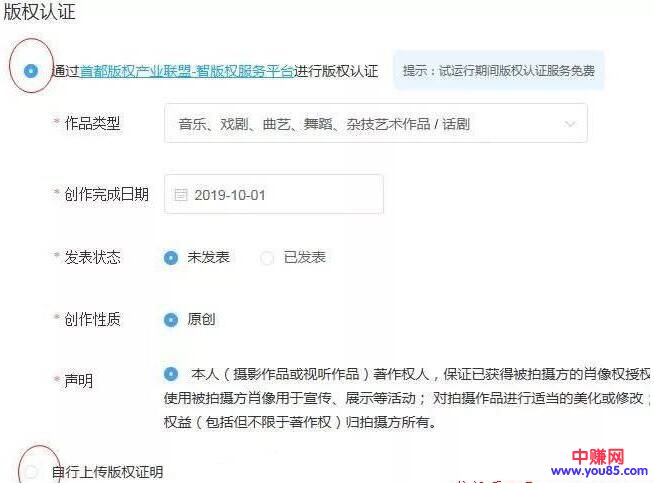 版权认证
通过首都版权产业联盟-智版权服务平台进行版权认证 提示：试运行期间版权认证服务免费
* 作品类型 音乐、戏剧、曲艺、舞蹈、杂技艺术作品 / 话剧
* 创作完成日期 2019-10-01
* 发表状态 未发表 已发表
* 创作性质 原创
* 声明 本人（摄影作品或视听作品）著作权人，保证已获得被拍摄方的肖像权授权
使用被拍摄方肖像用于宣传、展示等活动； 对拍摄作品进行适当的美化或修改；
权益（包括但不限于著作权）归拍摄方所有。
自行上传版权证明
中赚网
www.you85.com